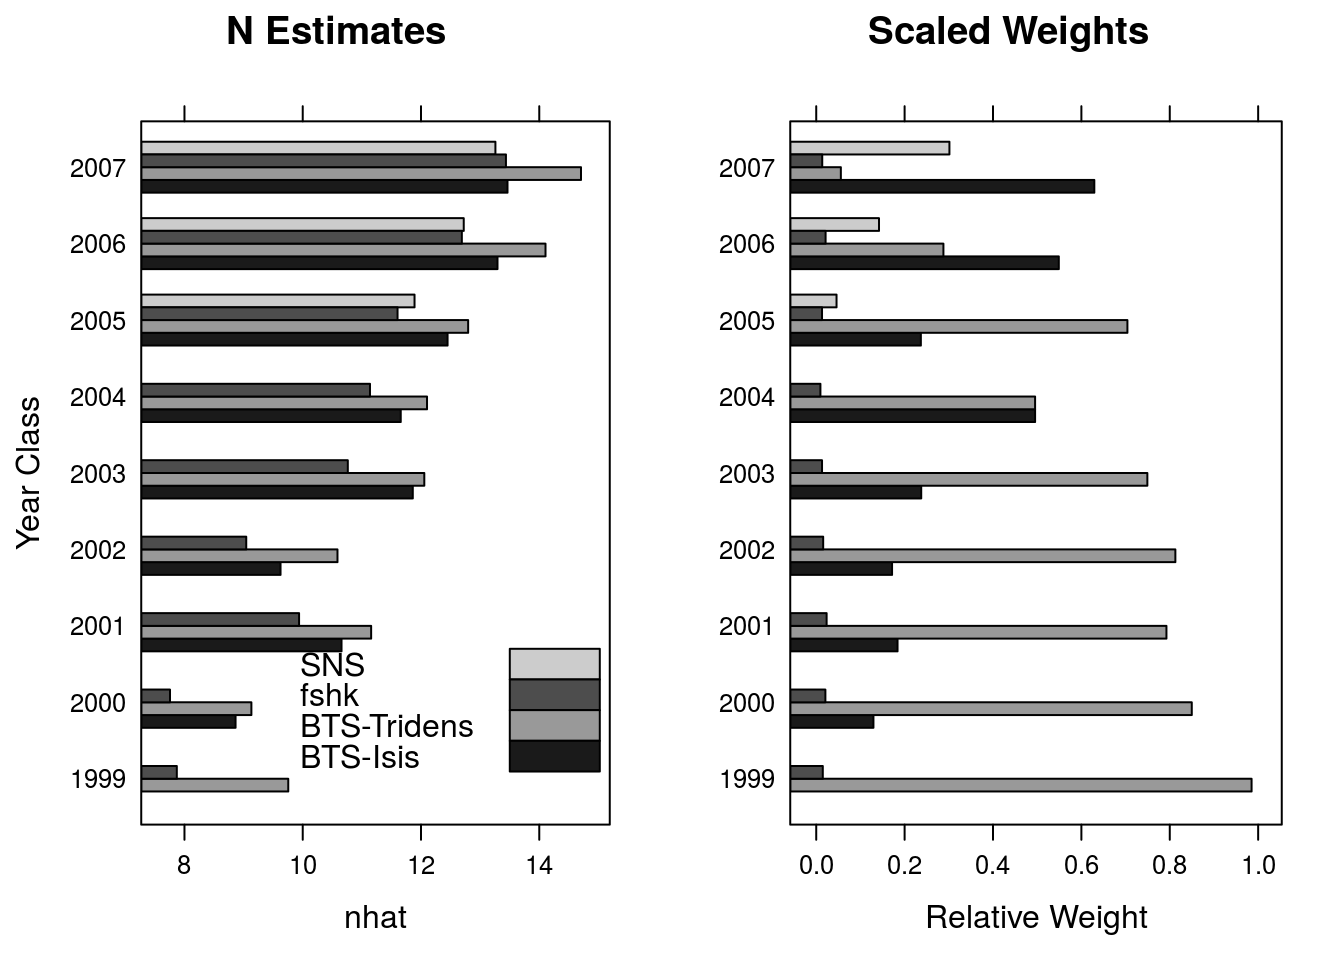 N Estimates
Year Class
2007
2006
2005
2004
2003
2002
2001
2000
1999
SNS
fshk
BTS-Tridens
BTS-Isis
8 10 12 14
nhat
Scaled Weights
2007
2006
2005
2004
2003
2002
2001
2000
1999
0.0 0.2 0.4 0.6 0.8 1.0
Relative Weight